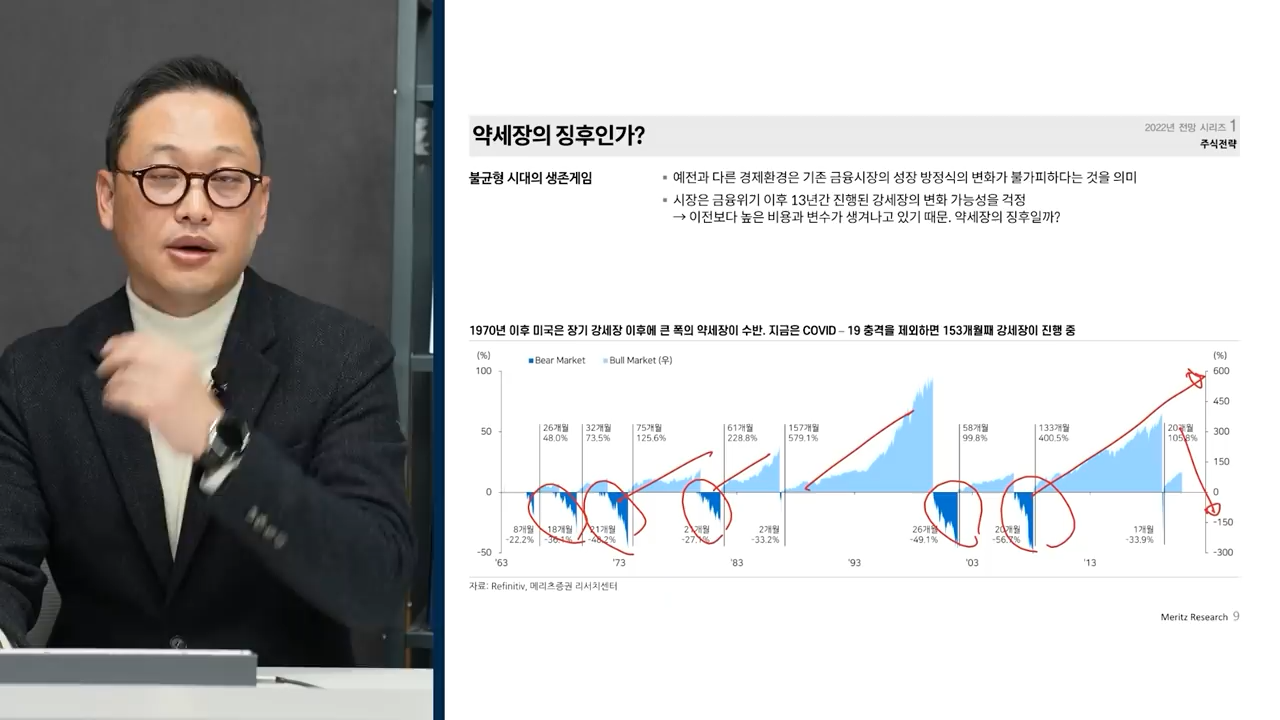 약세장의 징후인가?
2022년 전망 시리즈 1
주식전략
불균형 시대의 생존게임
▪ 예전과 다른 경제환경은 기존 금융시장의 성장 방정식의 변화가 불가피하다는 것을 의미
▪ 시장은 금융위기 이후 13년간 진행된 강세장의 변화 가능성을 걱정
→ 이전보다 높은 비용과 변수가 생겨나고 있기 때문. 약세장의 징후일까?
1970년 이후 미국은 장기 강세장 이후에 큰 폭의 약세장이 수반. 지금은 COVID – 19 충격을 제외하면 153개월째 강세장이 진행 중
(%) (%)
Bear Market Bull Market (우)
100 600
450
50 300
150
0 0
-150
-50 -300
26개월 32개월 75개월 61개월 157개월 58개월 133개월
48.0% 73.5% 125.6% 228.8% 579.1% 99.8% 400.5%
8개월 18개월 21개월 2개월 26개월 1개월
-22.2% -36.1% -48.2% -27.1% -33.2% -49.1% -33.9%
'63 '73 '83 '93 '03 '13
자료: Refinitiv, 메리츠증권 리서치센터
Meritz Research 9